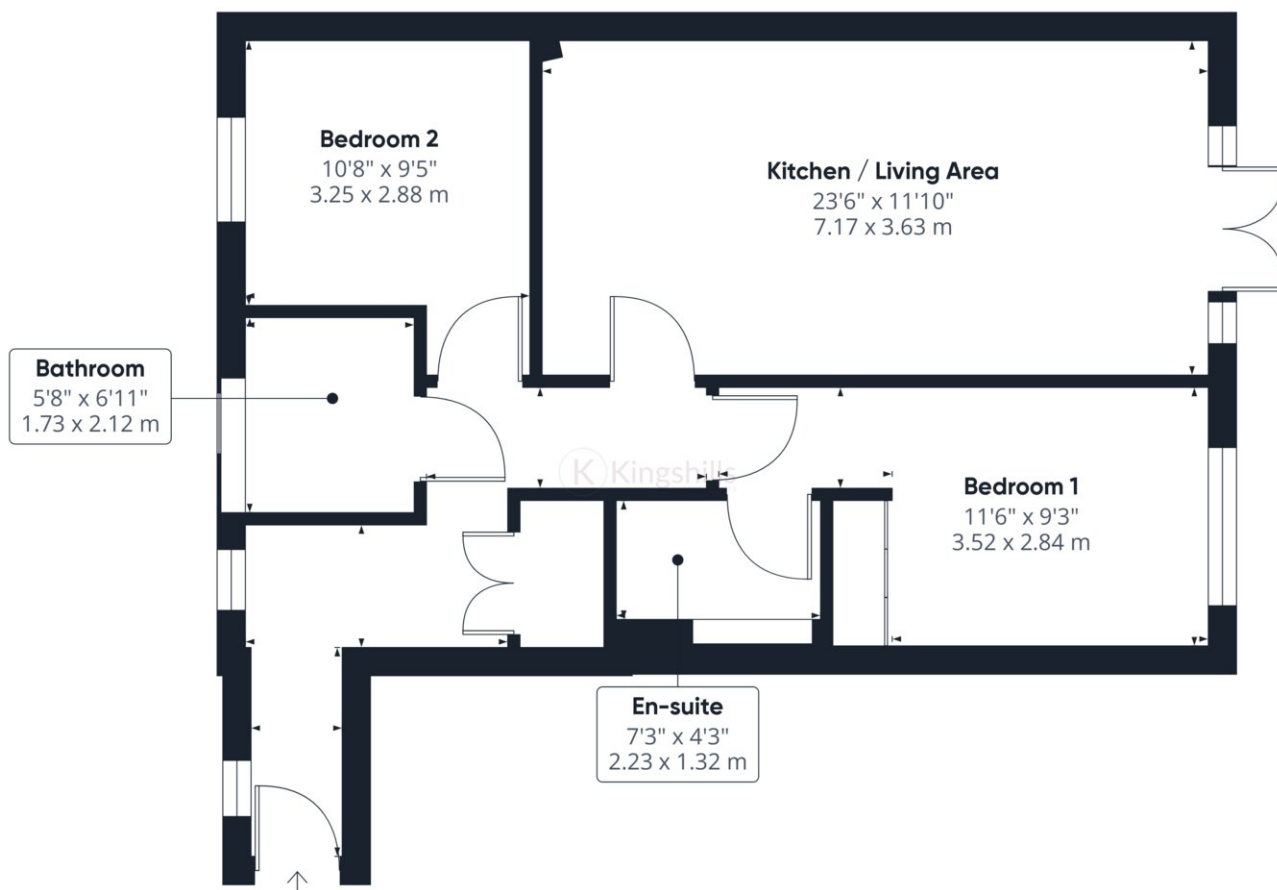 Bedroom 2
10'8" x 9'5"
3.25 x 2.88 m
Kitchen / Living Area
23'6" x 11'10"
7.17 x 3.63 m
Bathroom
5'8" x 6'11"
1.73 x 2.12 m
K Kingshills
Bedroom 1
11'6" x 9'3"
3.52 x 2.84 m
En-suite
7'3" x 4'3"
2.23 x 1.32 m